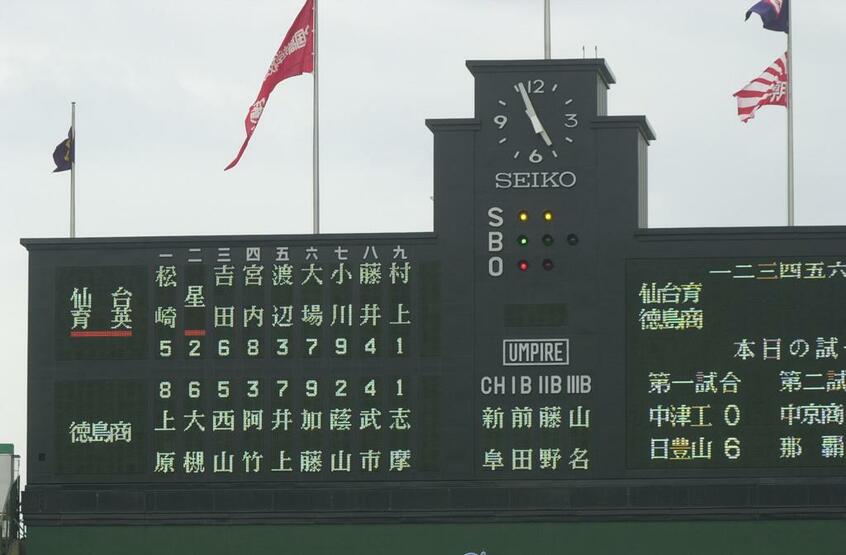 12
9 3
6
SEIKO
S
B
O
一 二 三 四 五 六 七 八 九
仙台育英
松崎 星 吉田 宮内 渡辺 大場 小川 藤井 村上
5 2 6 8 3 7 9 4 1
8 6 5 3 7 9 2 4 1
徳島商
上原 大槻 西山 阿竹 井上 加藤 蔭山 武市 志摩
UMPIRE
CH I B II B III B
新阜 前田 藤野 山名
一二三四五六
仙台育
徳島商
本日の試
第一試合 第二試
中津工 0 中京商
日豊山 6 那覇